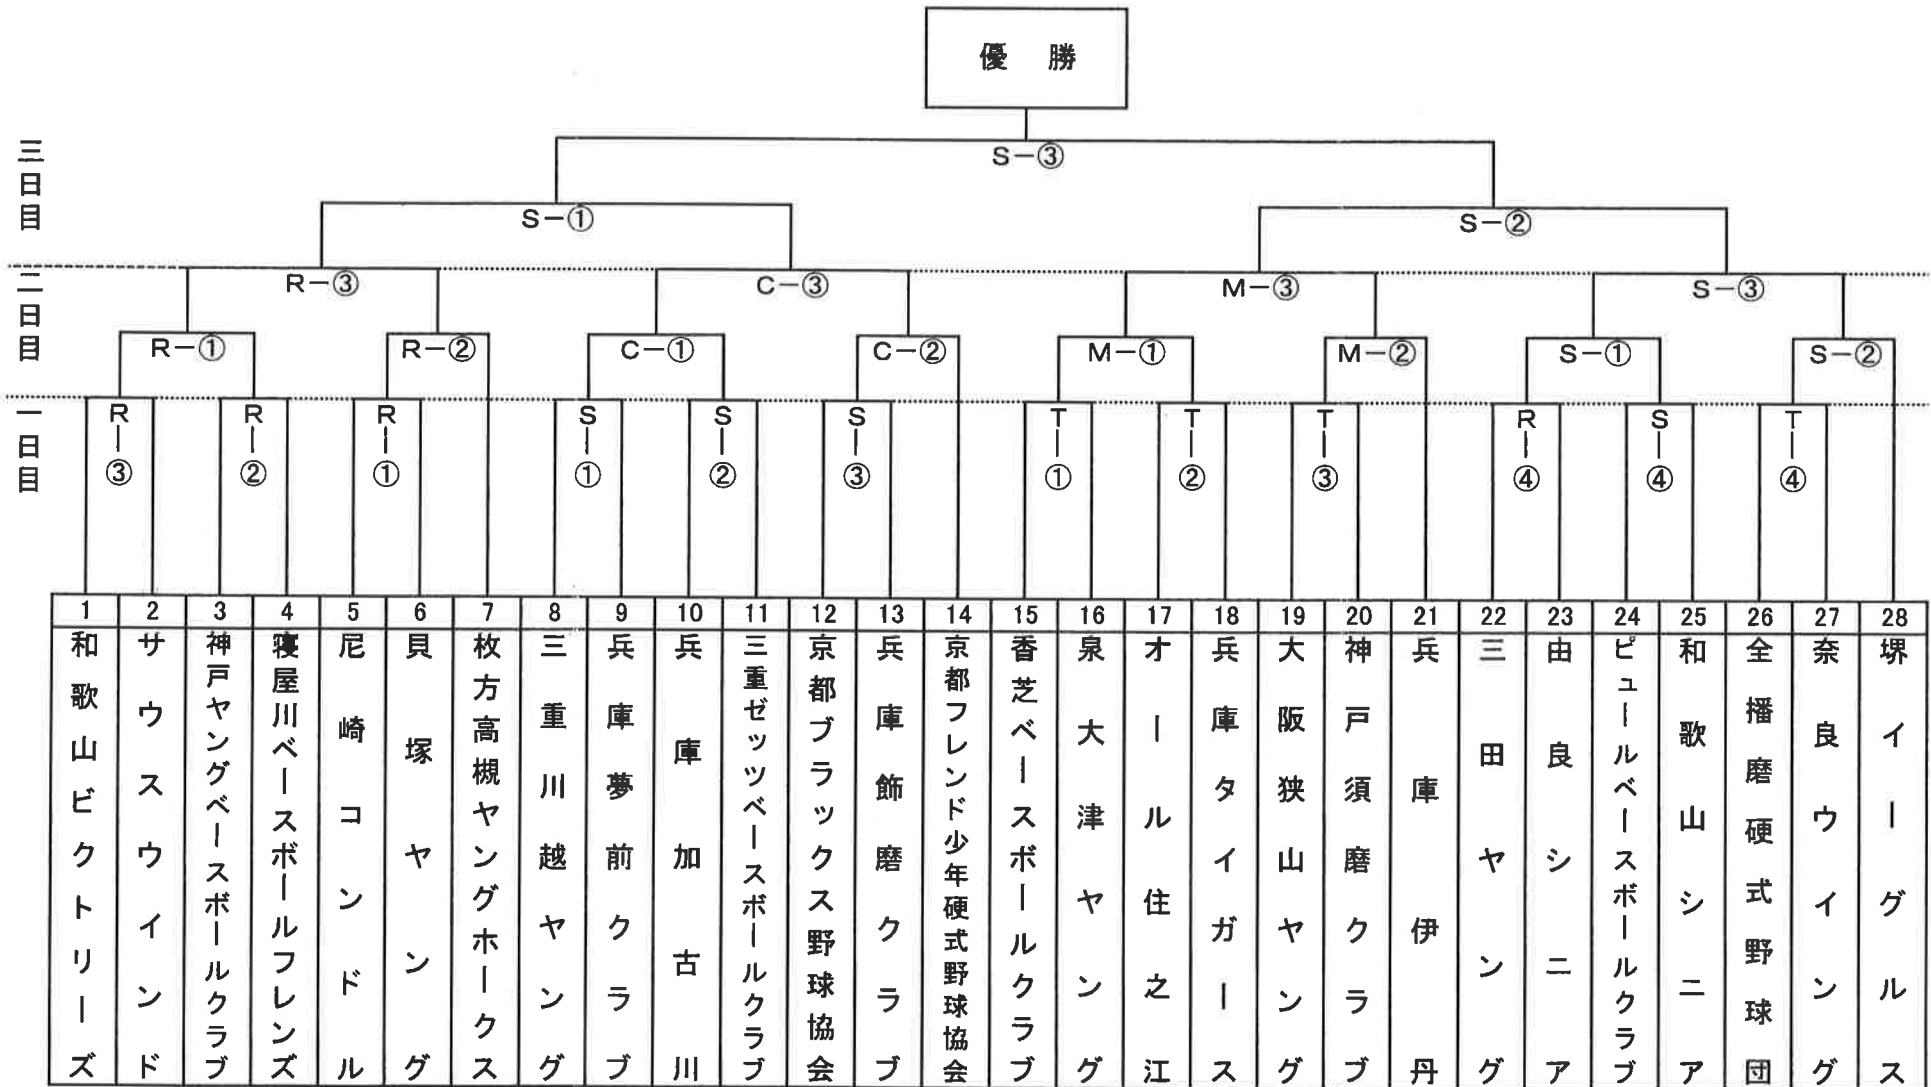 優 勝
三日目
S-③
S-① S-②
二日目
R-③ C-③ M-③ S-③
R-① R-② C-① C-② M-① M-② S-① S-②
一日目
R-③ R-② R-① S-① S-② S-③ T-① T-② T-③ R-④ S-④ T-④
1 2 3 4 5 6 7 8 9 10 11 12 13 14 15 16 17 18 19 20 21 22 23 24 25 26 27 28
和歌山ビクトリーズ
サウスウインド
神戸ヤングベースボールクラブ
寝屋川ベースボールフレンズ
尼崎コンドル
貝塚ヤング
枚方高槻ヤングホークス
三重川越ヤング
兵庫夢前クラブ
兵庫加古川
三重ゼッツベースボールクラブ
京都ブラックス野球協会
兵庫飾磨クラブ
京都フレンド少年硬式野球協会
香芝ベースボールクラブ
泉大津ヤング
オール住之江
兵庫タイガース
大阪狭山ヤング
神戸須磨クラブ
兵庫伊丹
三田ヤング
由良シニア
ピュールベースボールクラブ
和歌山シニア
全播磨硬式野球団
奈良ウイング
堺イーグルス